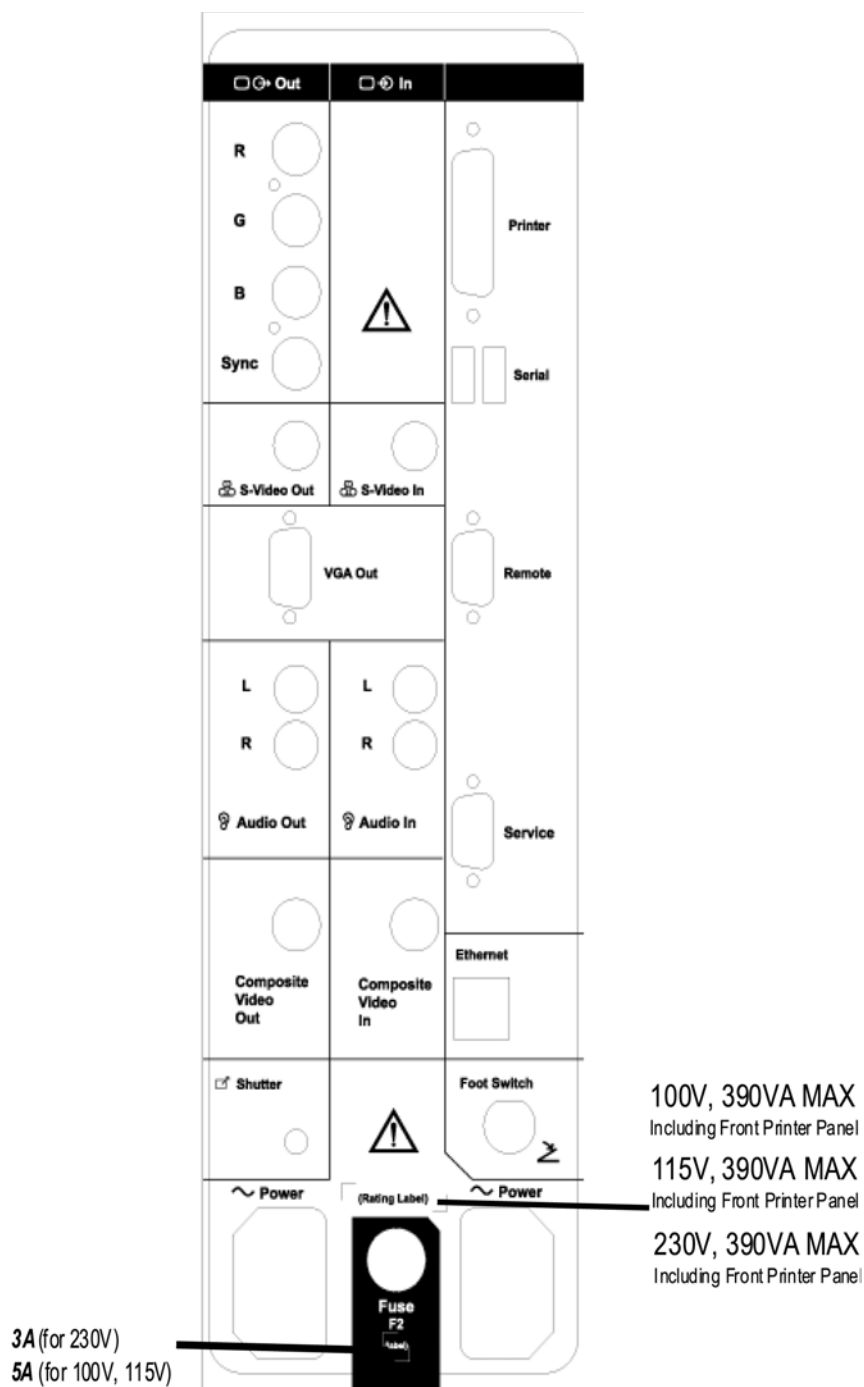 Out
In
R
G
B
Sync
Printer
Serial
S-Video Out
S-Video In
VGA Out
Remote
L
R
Audio Out
L
R
Audio In
Service
Composite
Video
Out
Composite
Video
In
Ethernet
Shutter
Foot Switch
Power
(Rating Label)
Power
Fuse
F2
100V, 390VA MAX
Including Front Printer Panel
115V, 390VA MAX
Including Front Printer Panel
230V, 390VA MAX
Including Front Printer Panel
3A (for 230V)
5A (for 100V, 115V)